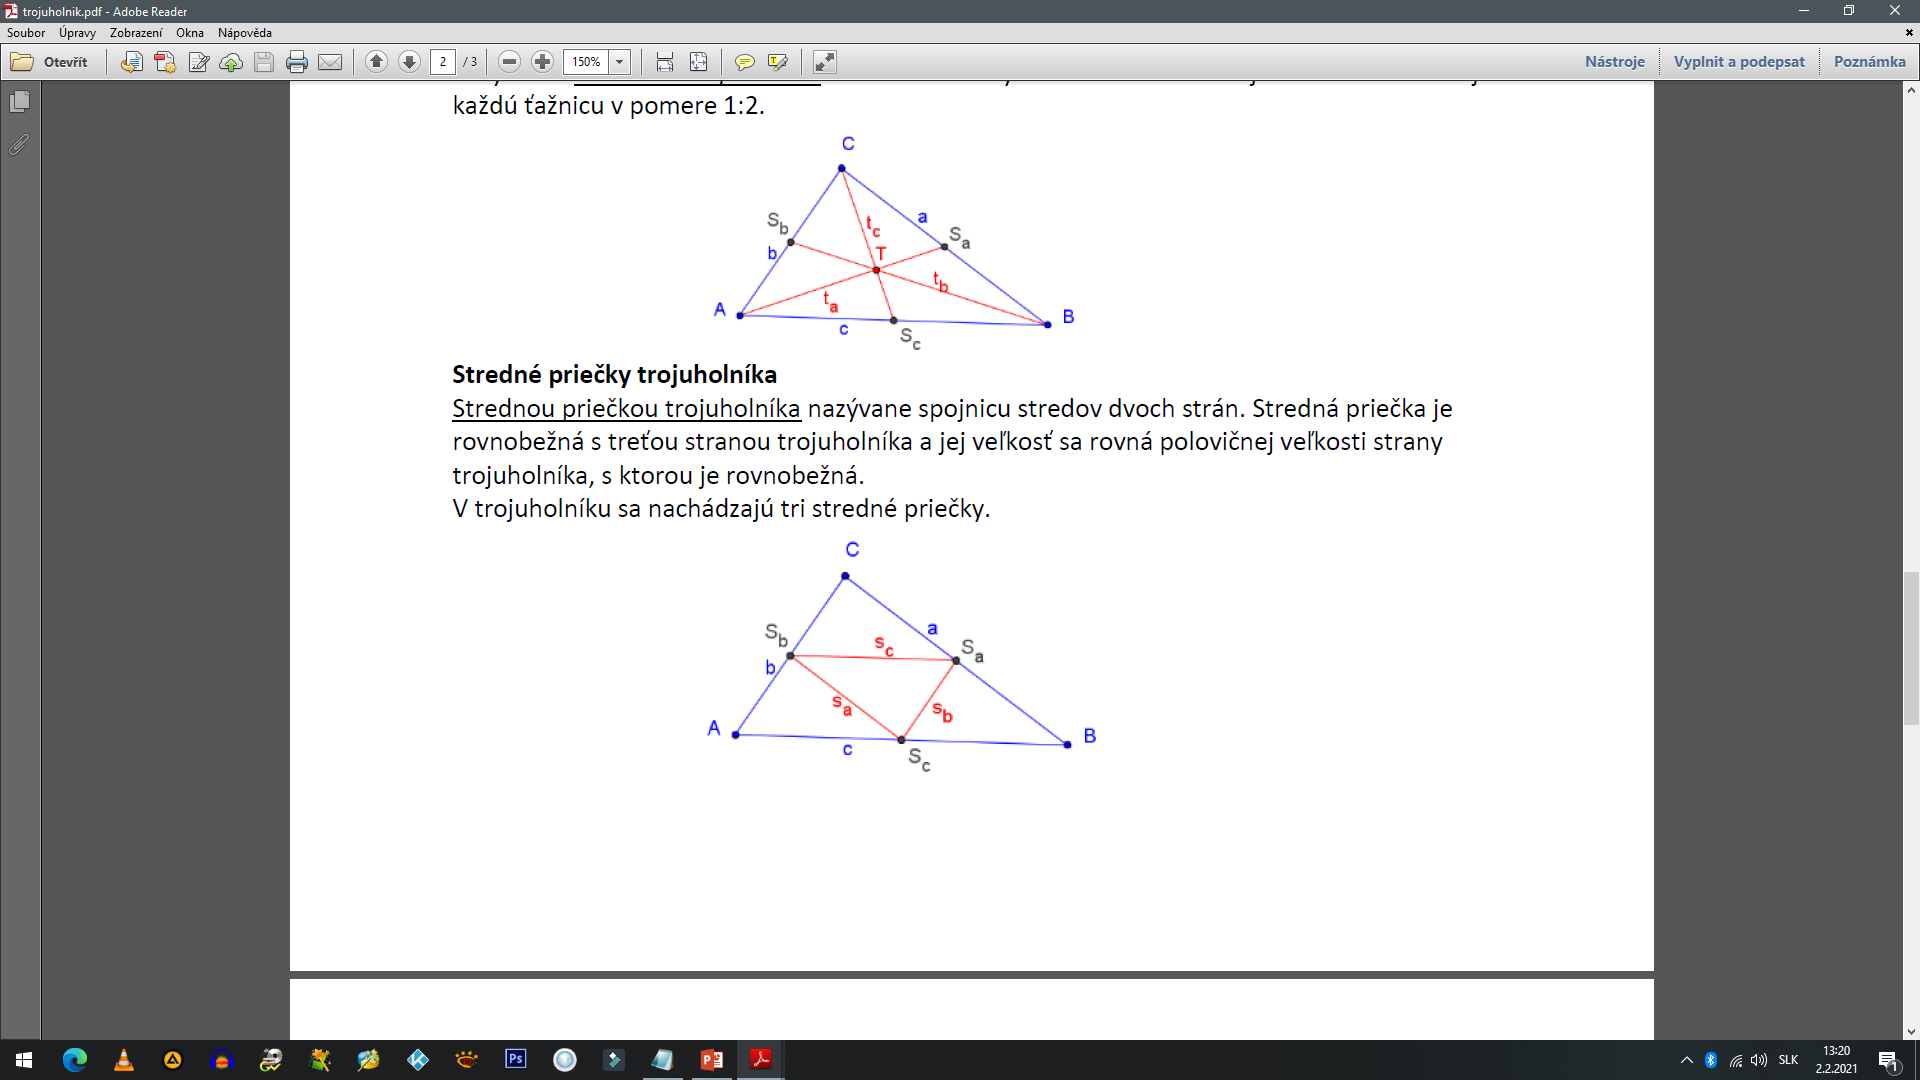 trojuholnik.pdf - Adobe Reader
Soubor Úpravy Zobrazení Okna Nápověda
Otevřít 2 / 3 150% Nástroje Vyplnit a podepsat Poznámka
každú ťažnicu v pomere 1:2.
C
a
Sb
tc
Sa
b
T
tb
ta
A
B
c
Sc
Stredné priečky trojuholníka
Strednou priečkou trojuholníka nazývane spojnicu stredov dvoch strán. Stredná priečka je
rovnobežná s treťou stranou trojuholníka a jej veľkosť sa rovná polovičnej veľkosti strany
trojuholníka, s ktorou je rovnobežná.
V trojuholníku sa nachádzajú tri stredné priečky.
C
a
Sb
sc
Sa
b
sa
sb
A
B
c
Sc
Ps
SLK
13:20
2.2.2021
1